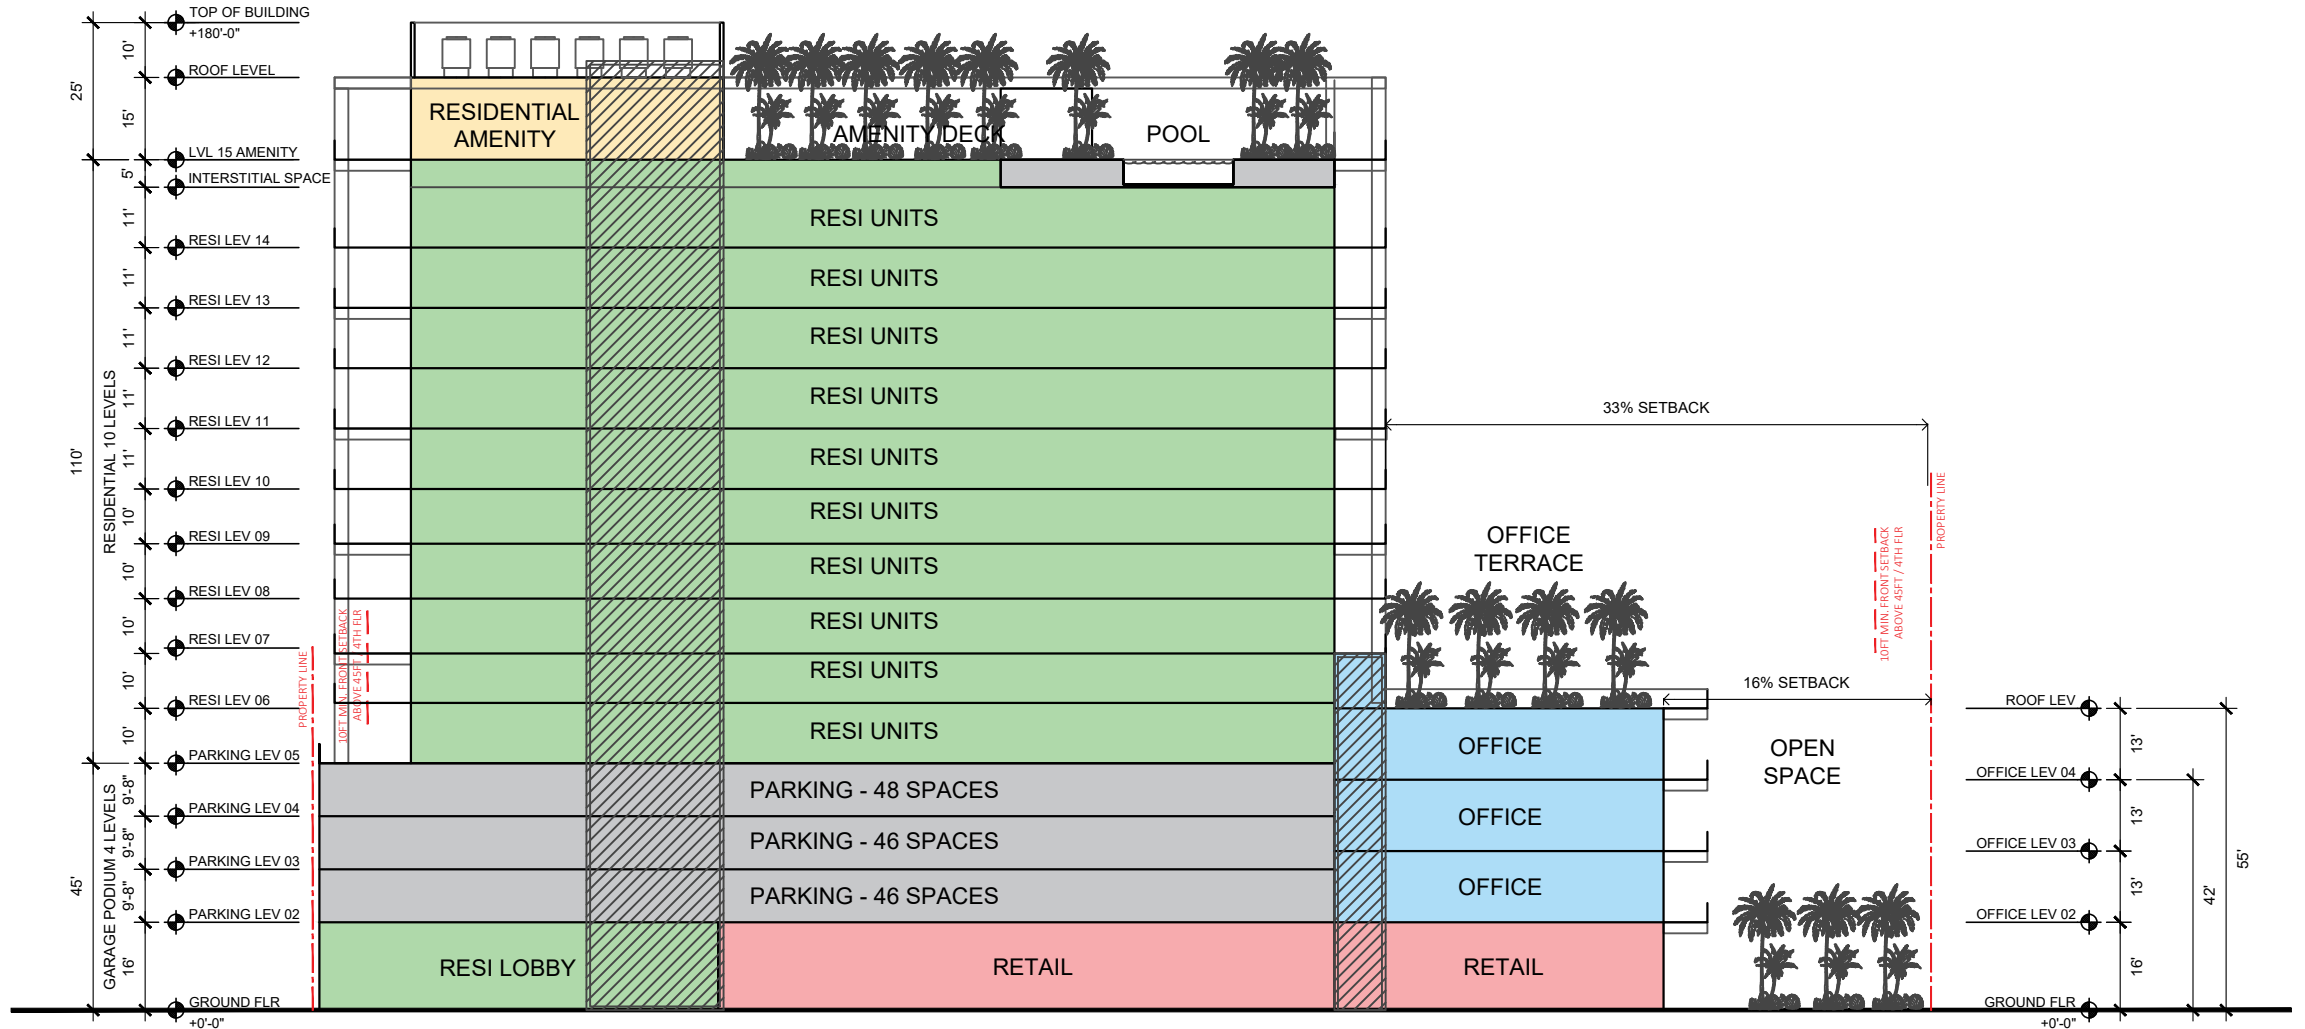 TOP OF BUILDING
+180'-0"
10'
ROOF LEVEL
25'
15'
RESIDENTIAL
AMENITY
AMENITY DECK
POOL
LVL 15 AMENITY
5'
INTERSTITIAL SPACE
11'
RESI UNITS
RESI LEV 14
11'
RESI UNITS
RESI LEV 13
11'
RESI UNITS
RESI LEV 12
11'
RESI UNITS
RESI LEV 11
11'
RESI UNITS
RESI LEV 10
110'
RESIDENTIAL 10 LEVELS
10'
RESI UNITS
RESI LEV 09
10'
RESI UNITS
RESI LEV 08
10'
RESI UNITS
RESI LEV 07
10'
RESI UNITS
RESI LEV 06
10'
RESI UNITS
PARKING LEV 05
PROPERTY LINE
10FT MIN. FRONT SETBACK
ABOVE 45FT / 4TH FLR
33% SETBACK
OFFICE
TERRACE
10FT MIN. FRONT SETBACK
ABOVE 45FT / 4TH FLR
PROPERTY LINE
16% SETBACK
45'
GARAGE PODIUM 4 LEVELS
9'-8"
PARKING - 48 SPACES
PARKING LEV 04
9'-8"
PARKING - 46 SPACES
PARKING LEV 03
9'-8"
PARKING - 46 SPACES
PARKING LEV 02
16'
RESI LOBBY
RETAIL
RETAIL
GROUND FLR
+0'-0"
OFFICE
OFFICE
OFFICE
OPEN
SPACE
ROOF LEV
13'
OFFICE LEV 04
13'
OFFICE LEV 03
13'
OFFICE LEV 02
16'
42'
55'
GROUND FLR
+0'-0"